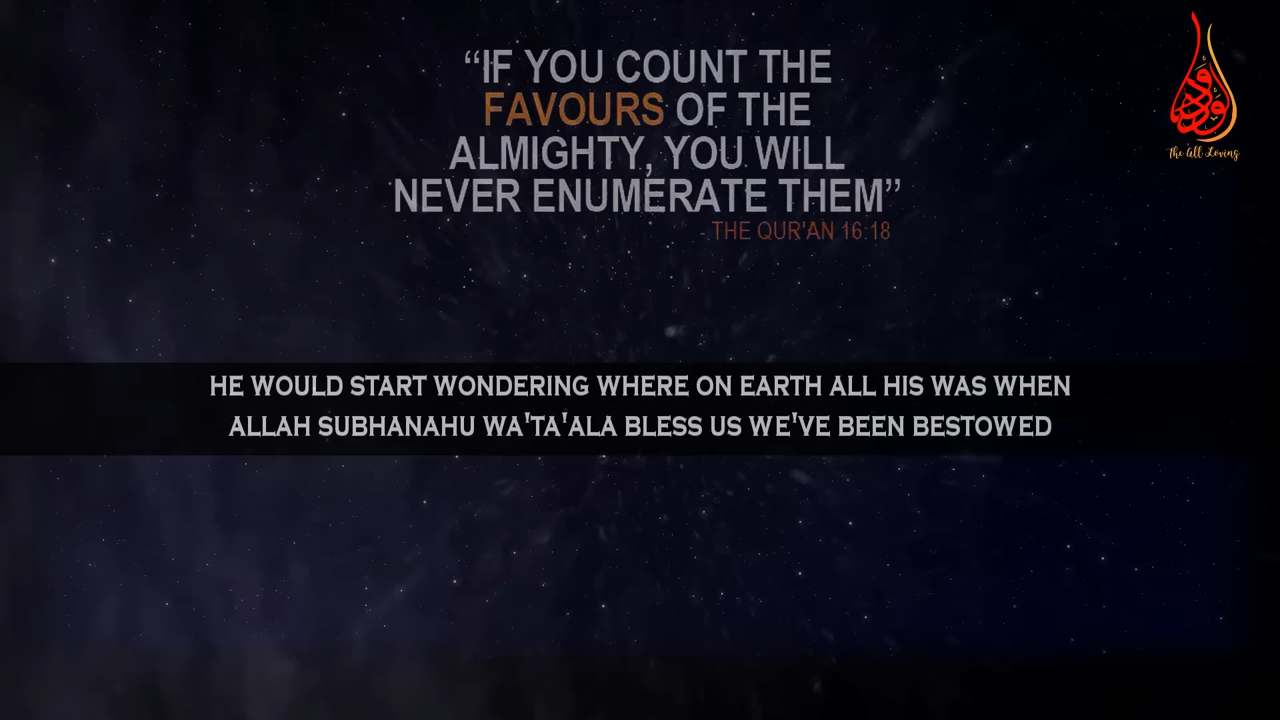 “IF YOU COUNT THE
FAVOURS OF THE
ALMIGHTY, YOU WILL
NEVER ENUMERATE THEM”
THE QUR'AN 16:18
The All Loving
HE WOULD START WONDERING WHERE ON EARTH ALL HIS WAS WHEN
ALLAH SUBHANAHU WA'TA'ALA BLESS US WE'VE BEEN BESTOWED